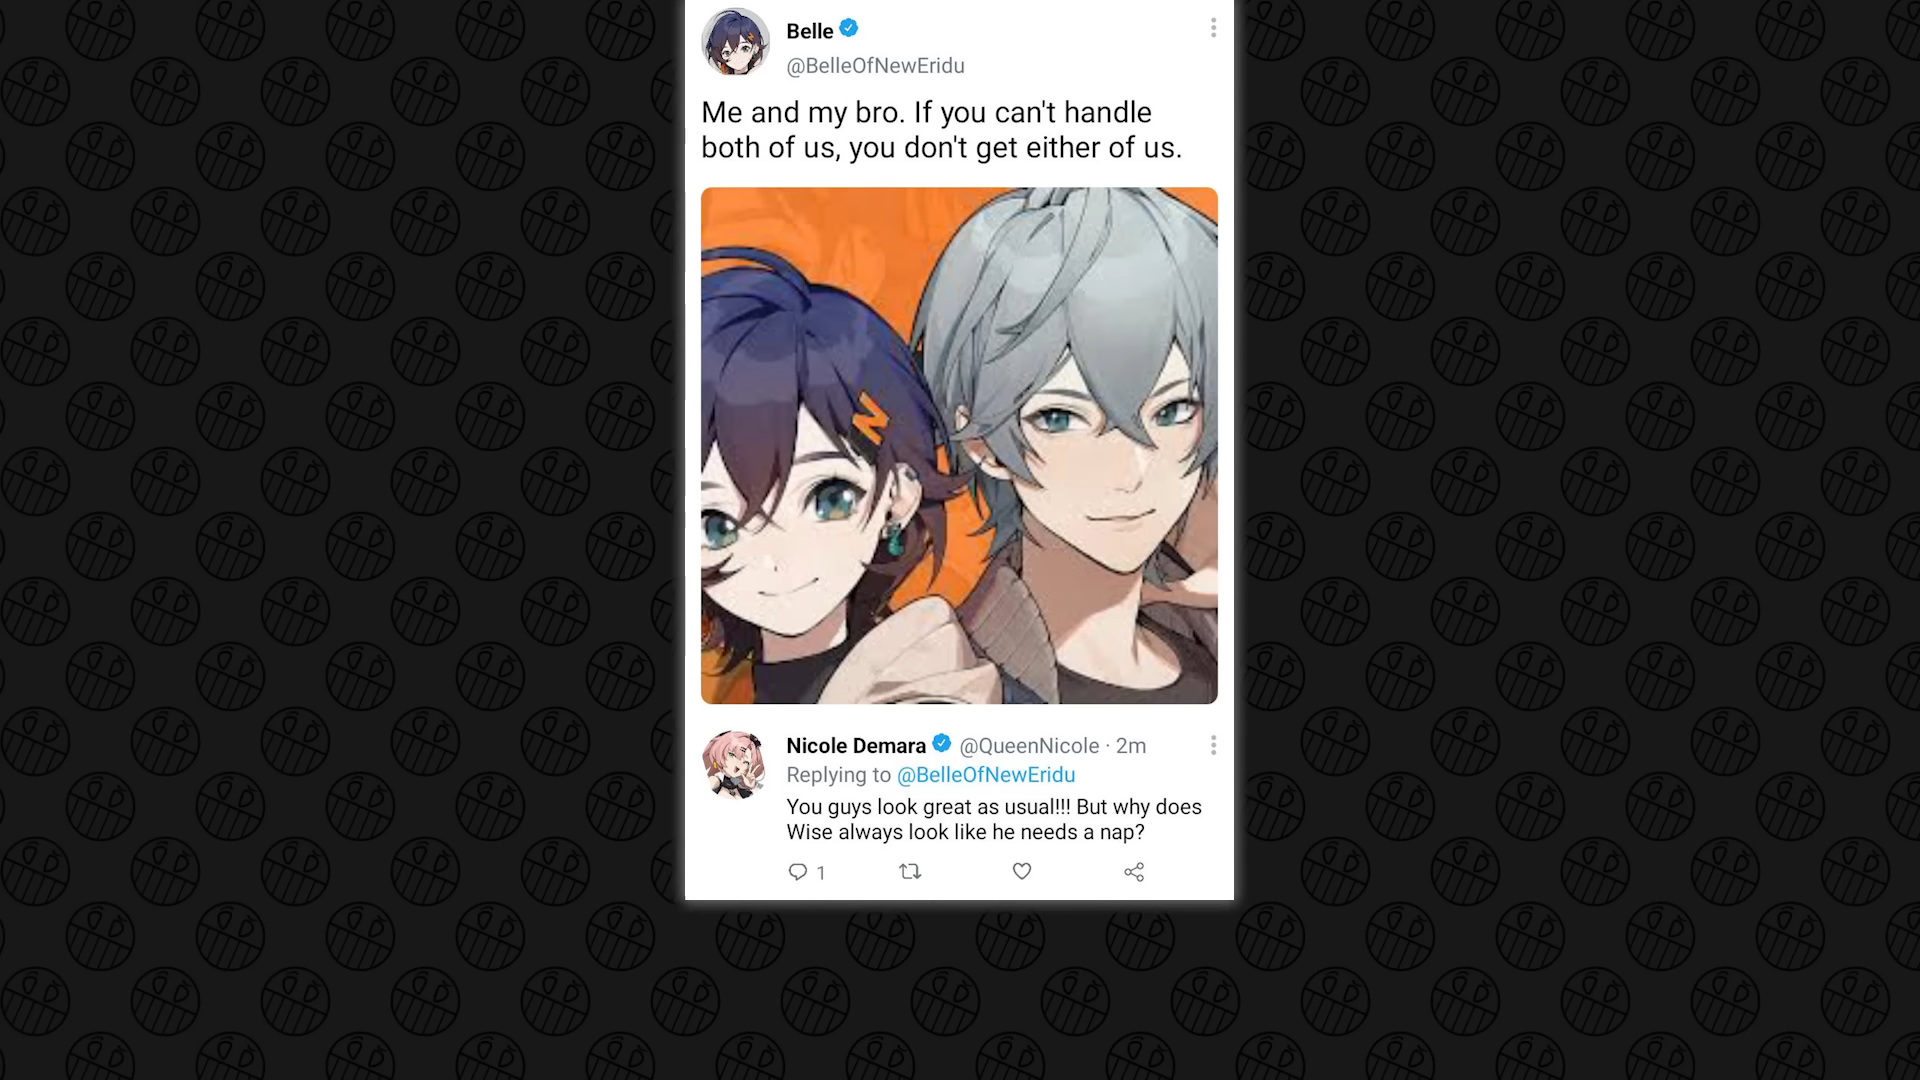 Belle
@BelleOfNewEridu
Me and my bro. If you can't handle
both of us, you don't get either of us.
N
Nicole Demara @QueenNicole · 2m
Replying to @BelleOfNewEridu
You guys look great as usual!!! But why does
Wise always look like he needs a nap?
1